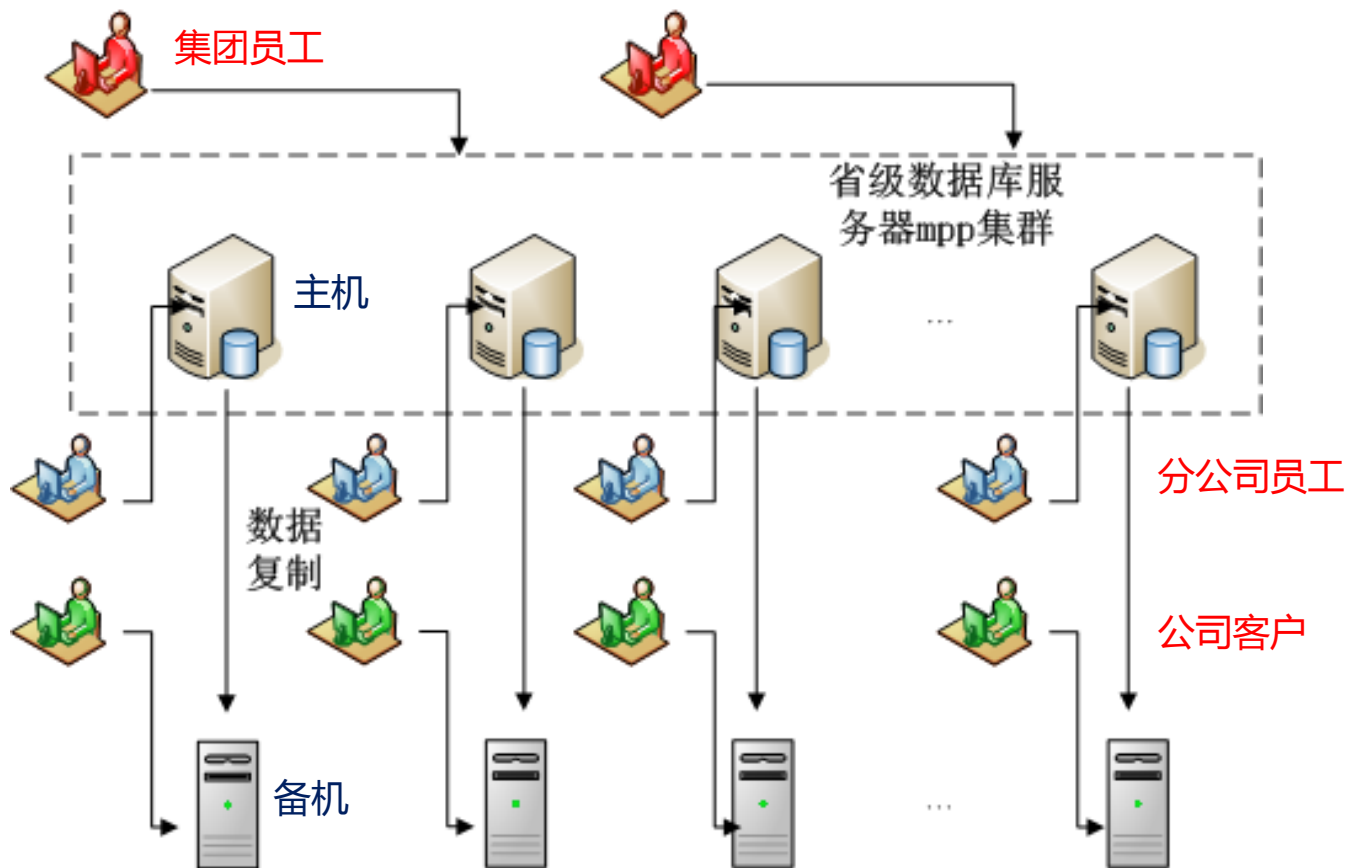 集团员工
省级数据库服
务器mpp集群
主机
...
分公司员工
数据
复制
公司客户
备机
...